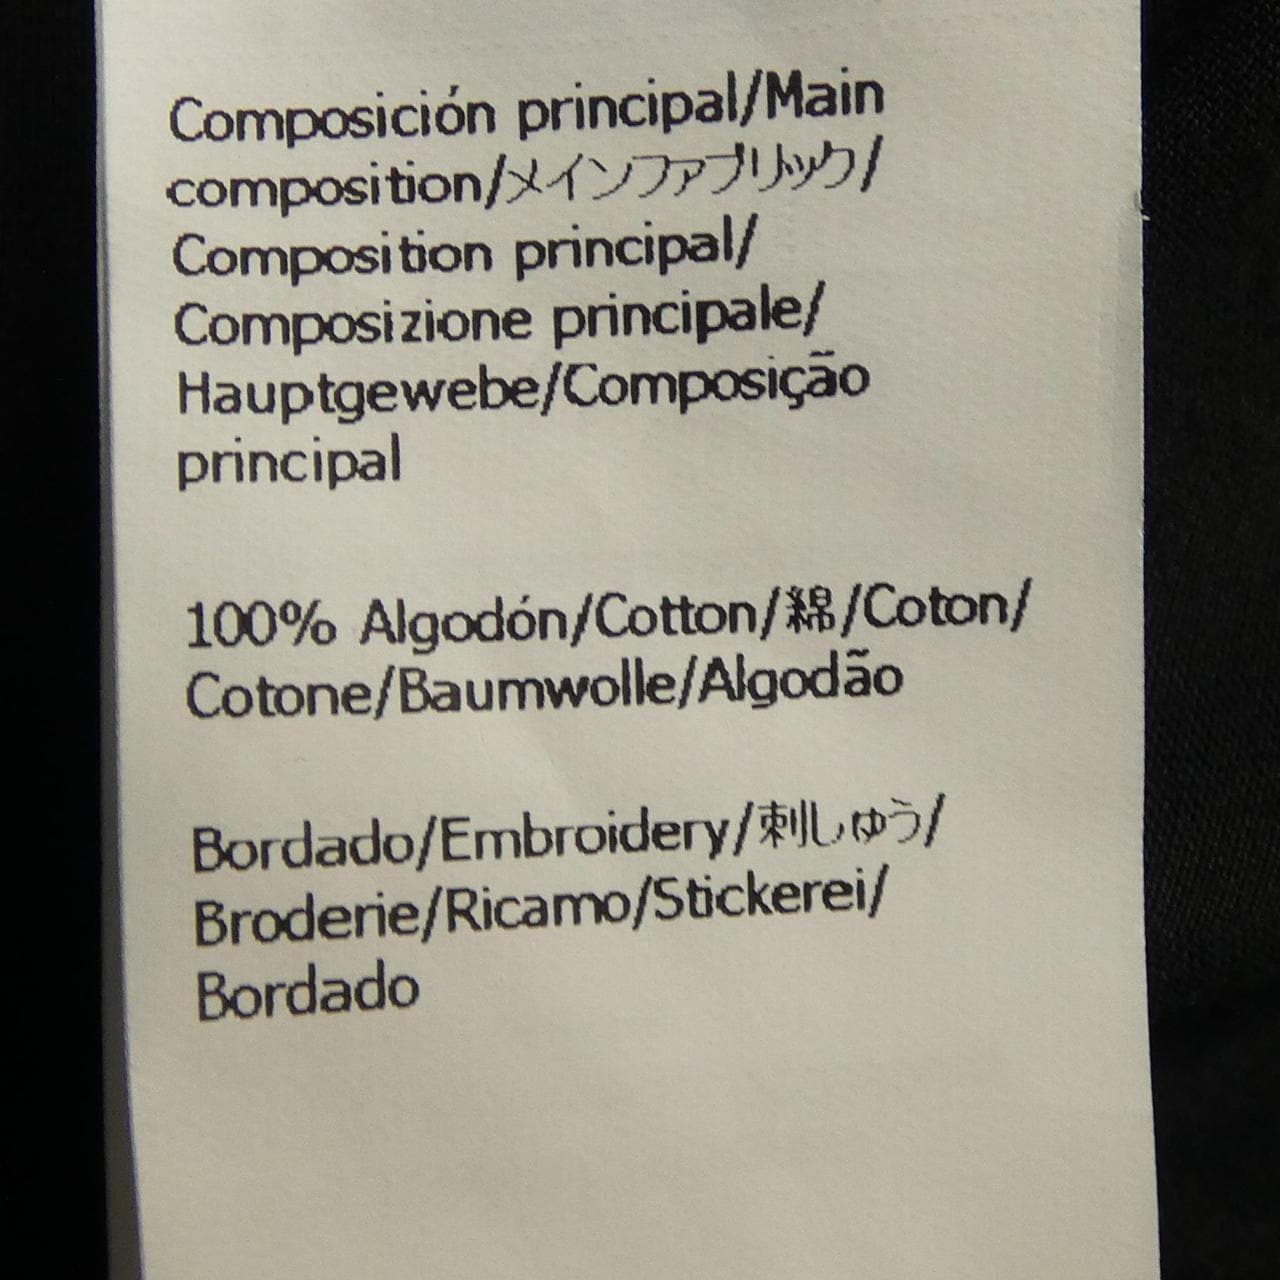 Composición principal/Main
composition/メインファブリック/
Composition principal/
Composizione principale/
Hauptgewebe/Composição
principal
100% Algodón/Cotton/綿/Coton/
Cotone/Baumwolle/Algodão
Bordado/Embroidery/刺しゅう/
Broderie/Ricamo/Stickerei/
Bordado